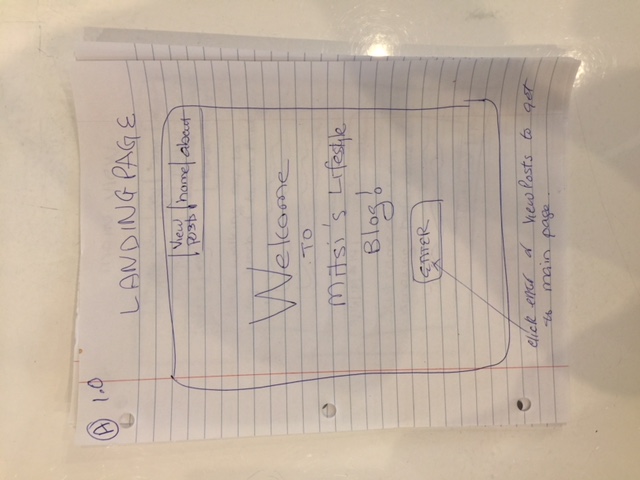 A 1.0
LANDING PAGE
View posts | home | about
Welcome
TO
Mitsi's Lifestyle
Blog!
ENTER
click enter or view Posts to get
to main page.